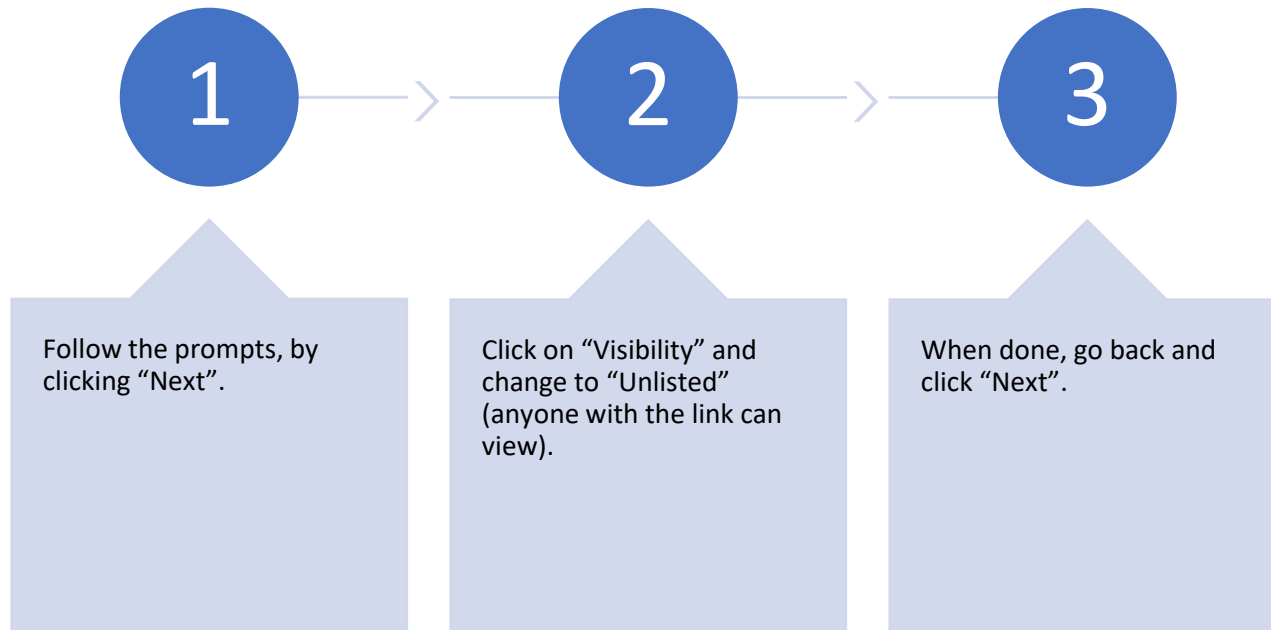 1
2
3
Follow the prompts, by
clicking “Next”.
Click on “Visibility” and
change to “Unlisted”
(anyone with the link can
view).
When done, go back and
click “Next”.